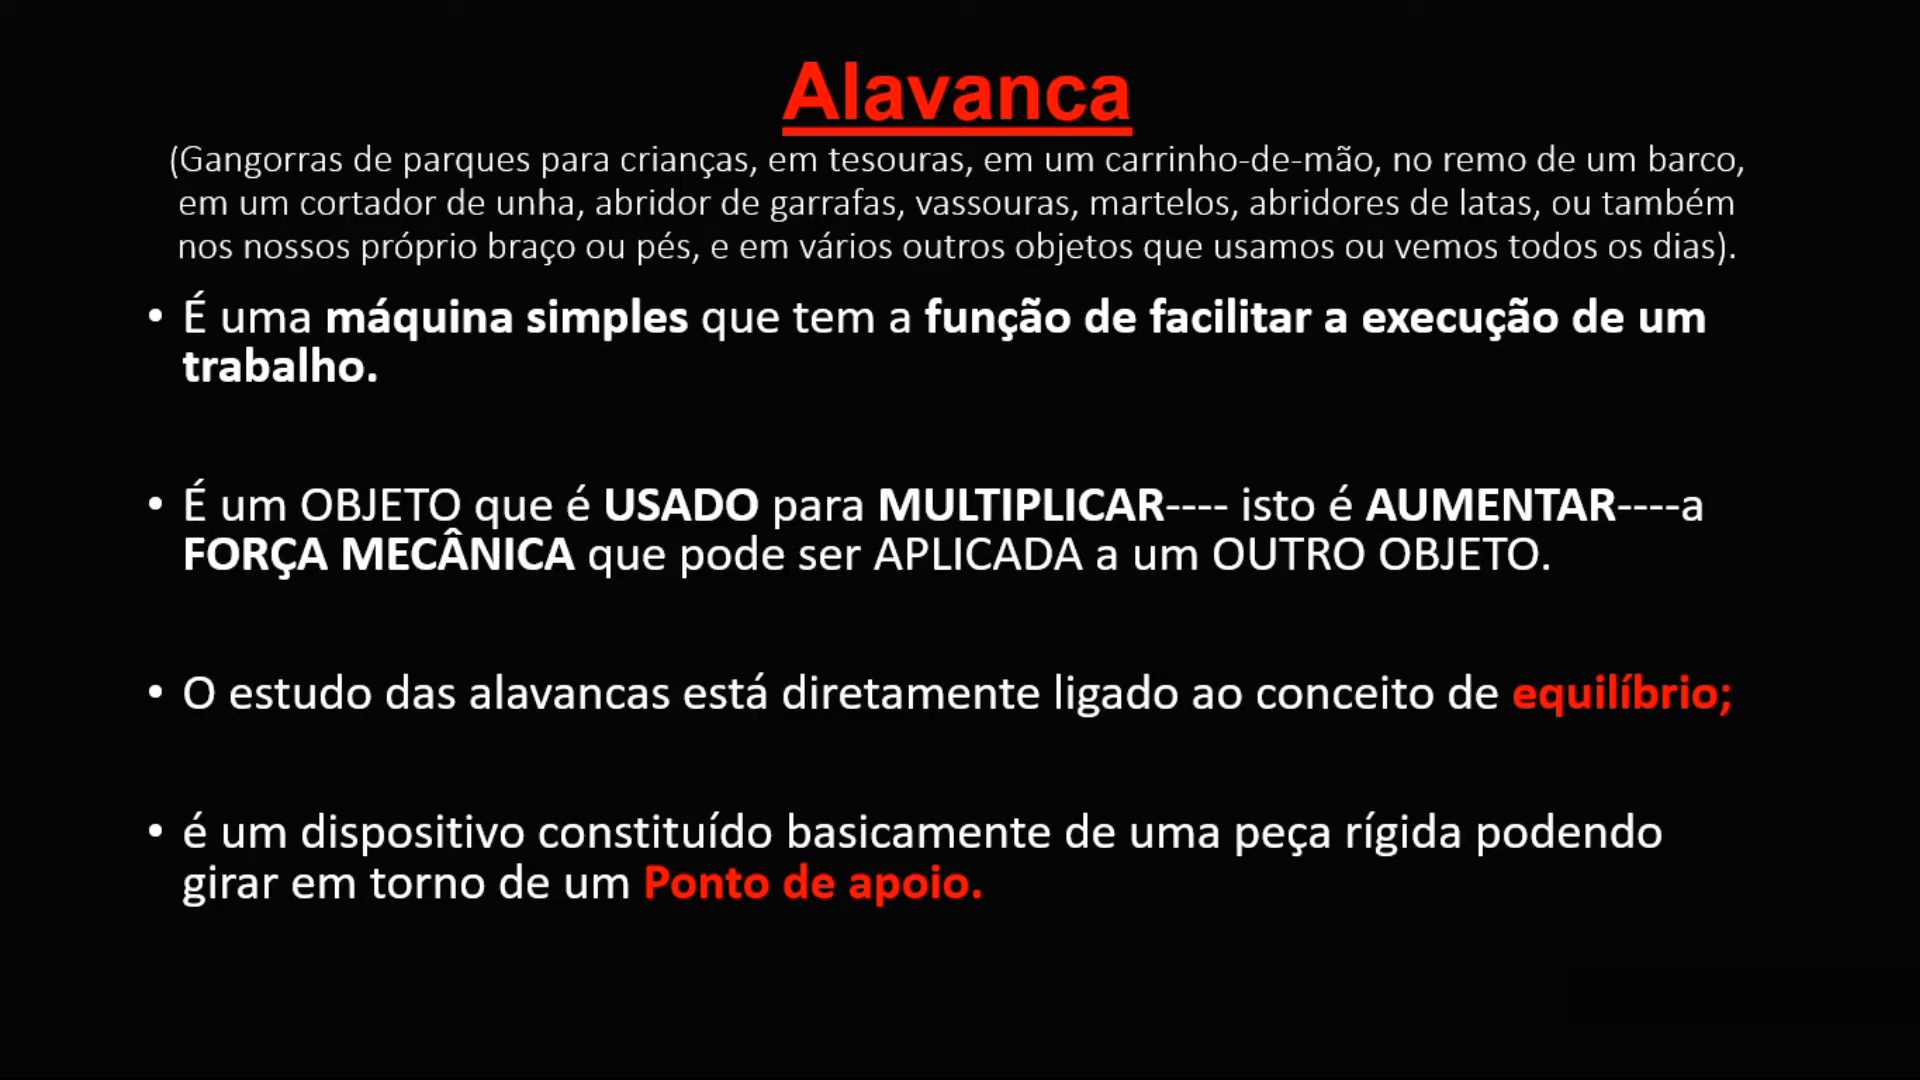 Alavanca
(Gangorras de parques para crianças, em tesouras, em um carrinho-de-mão, no remo de um barco,
em um cortador de unha, abridor de garrafas, vassouras, martelos, abridores de latas, ou também
nos nossos próprio braço ou pés, e em vários outros objetos que usamos ou vemos todos os dias).
• É uma máquina simples que tem a função de facilitar a execução de um
trabalho.
• É um OBJETO que é USADO para MULTIPLICAR---- isto é AUMENTAR----a
FORÇA MECÂNICA que pode ser APLICADA a um OUTRO OBJETO.
• O estudo das alavancas está diretamente ligado ao conceito de equilíbrio;
• é um dispositivo constituído basicamente de uma peça rígida podendo
girar em torno de um Ponto de apoio.